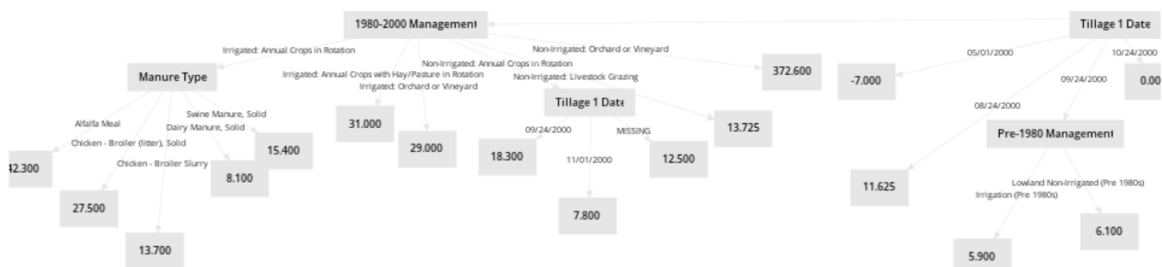 1980-2000 Management
Tillage 1 Date
Irrigated: Annual Crops in Rotation
Non-Irrigated: Orchard or Vineyard
05/01/2000
10/24/2000
Non-Irrigated: Annual Crops in Rotation
Manure Type
Irrigated: Annual Crops with Hay/Pasture in Rotation
Non-Irrigated: Livestock Grazing
372.600
-7.000
09/24/2000
0.00
Irrigated: Orchard or Vineyard
Tillage 1 Date
08/24/2000
Swine Manure, Solid
Alfalfa Meal
31.000
Dairy Manure, Solid
09/24/2000
MISSING
13.725
Pre-1980 Management
Chicken - Broiler (litter), Solid
15.400
29.000
18.300
11/01/2000
12.500
42.300
Chicken - Broiler Slurry
8.100
11.625
Lowland Non-Irrigated (Pre 1980s)
Irrigation (Pre 1980s)
27.500
7.800
6.100
13.700
5.900